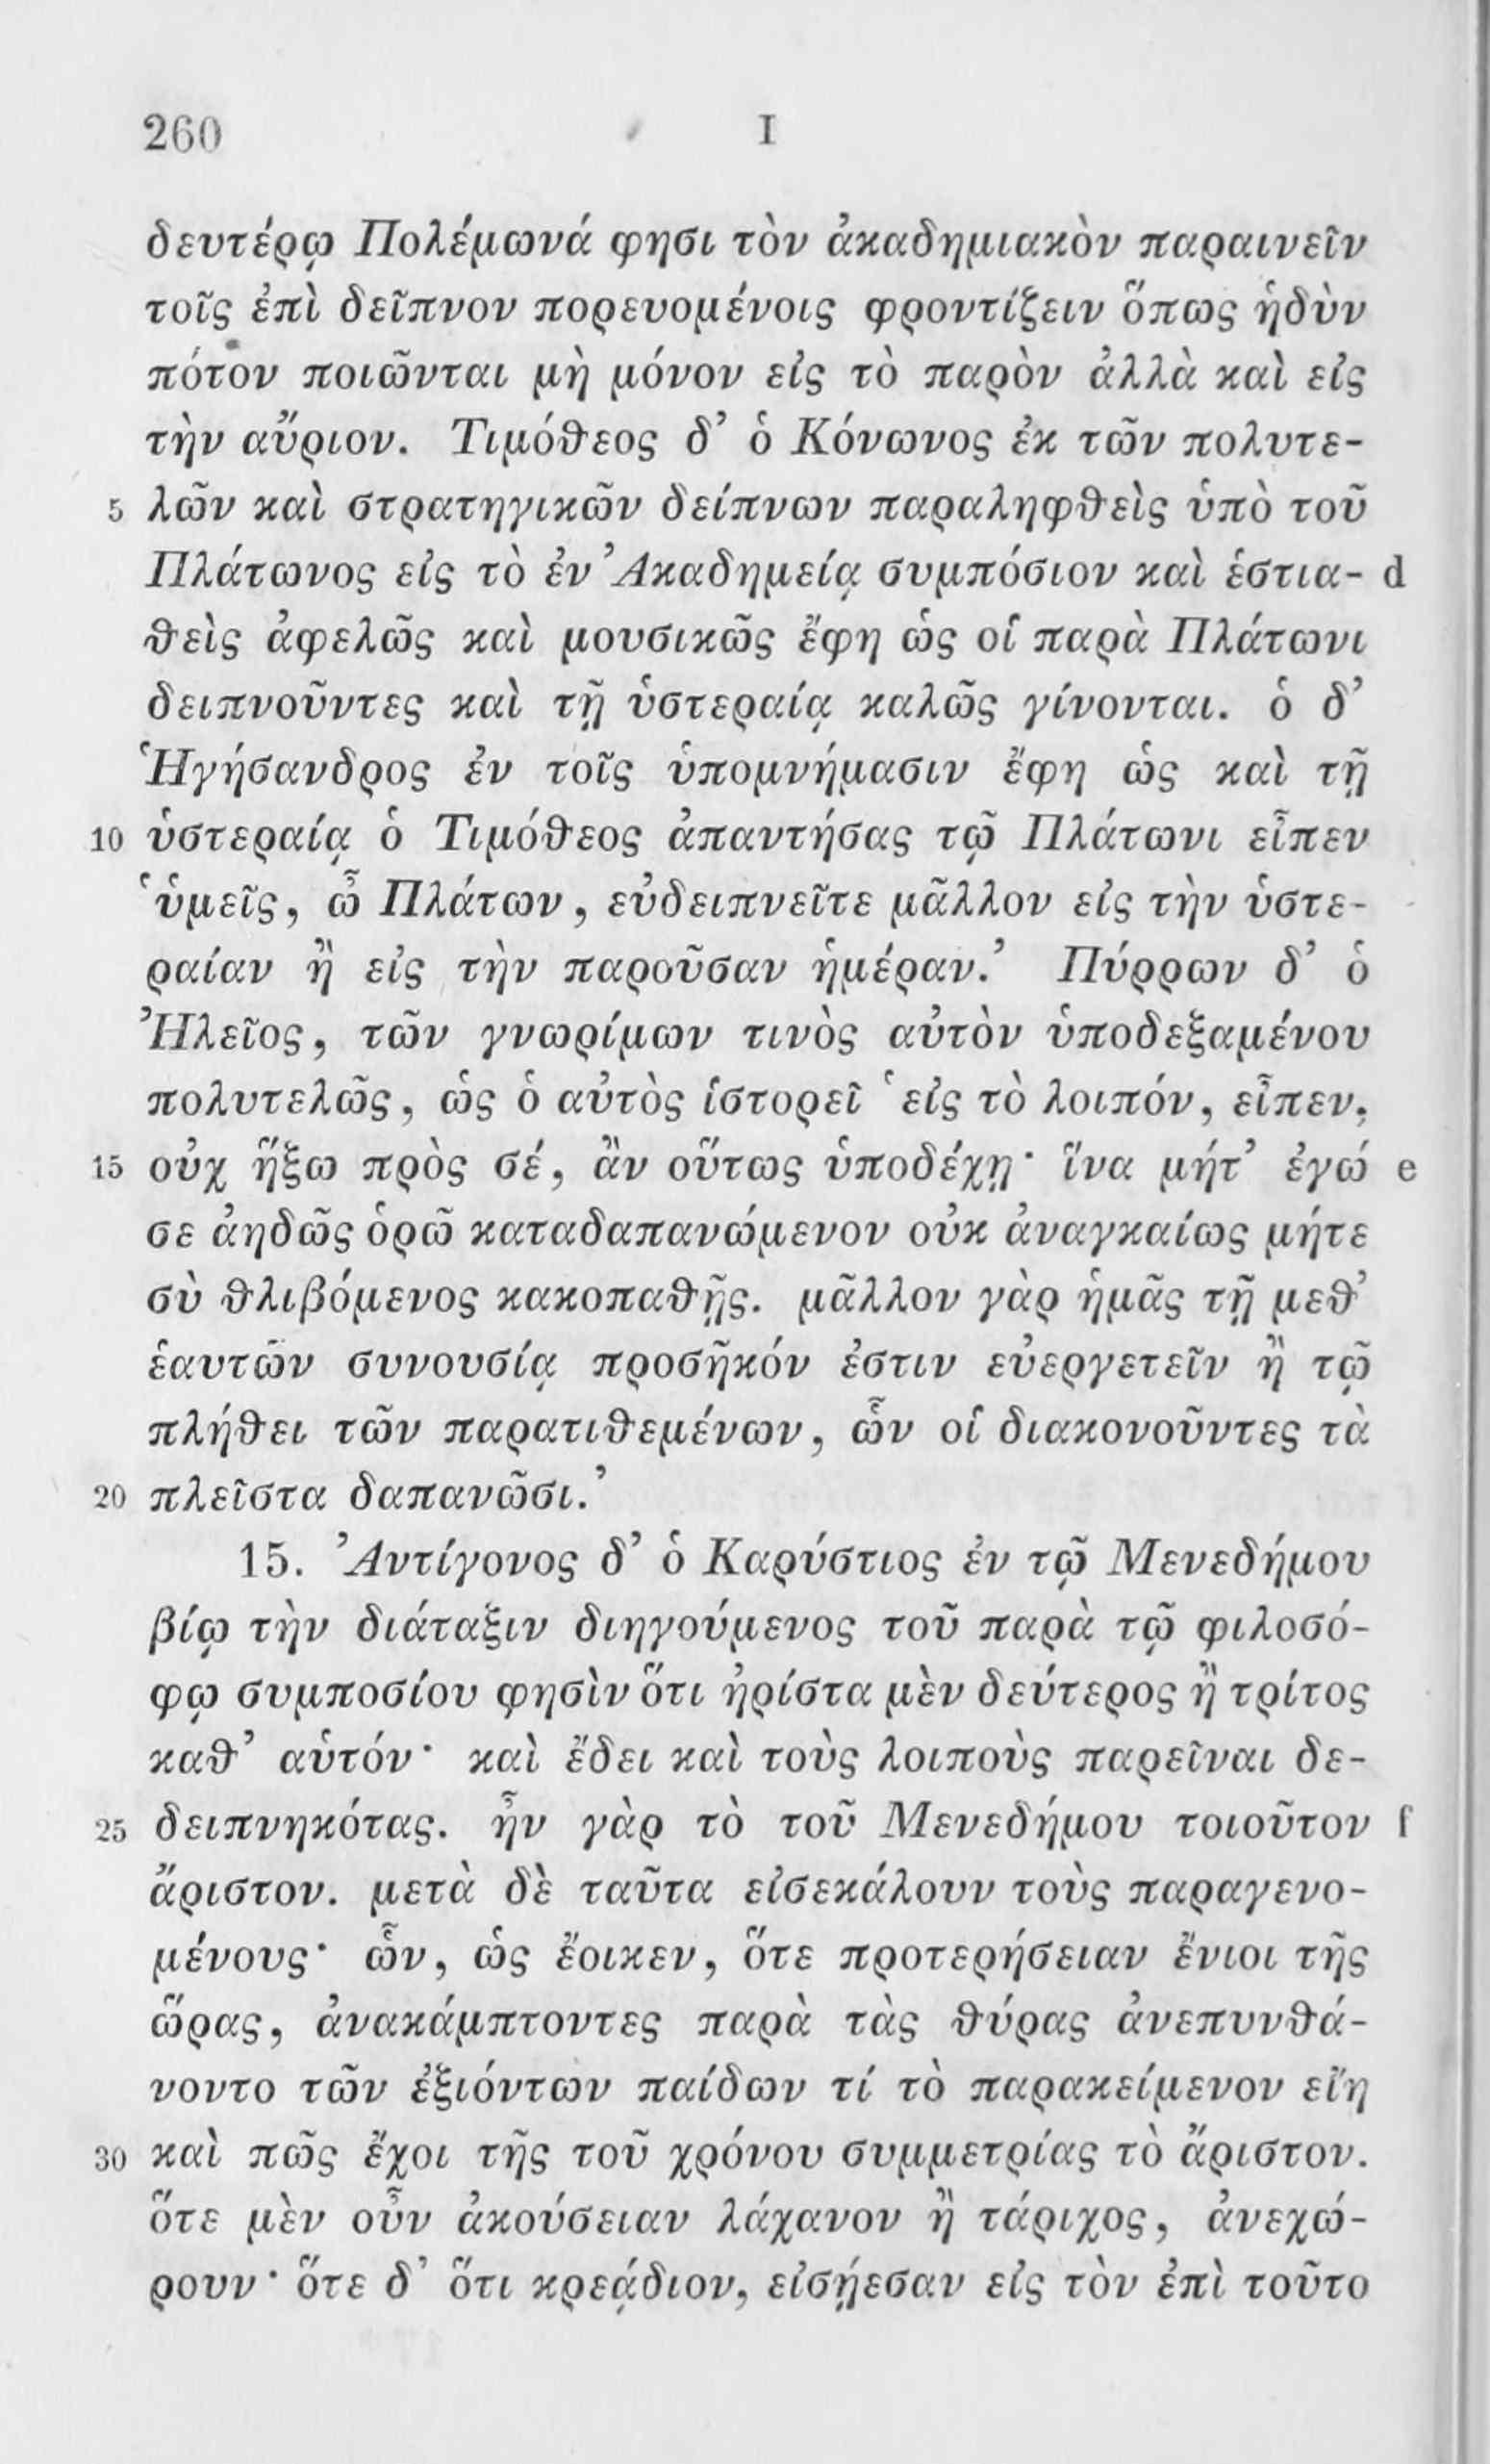 260 I
δευτέρῳ Πολέμωνά φησι τὸν ἀκαδημιακὸν παραινεῖν
τοῖς ἐπὶ δεῖπνον πορευομένοις φροντίζειν ὅπως ἡδὺν
πότον ποιῶνται μὴ μόνον εἰς τὸ παρὸν ἀλλὰ καὶ εἰς
τὴν αὔριον. Τιμόθεος δ’ ὁ Κόνωνος ἐκ τῶν πολυτε-
5 λῶν καὶ στρατηγικῶν δείπνων παραληφθεὶς ὑπὸ τοῦ
Πλάτωνος εἰς τὸ ἐν Ἀκαδημείᾳ συμπόσιον καὶ ἑστια- d
θεὶς ἀφελῶς καὶ μουσικῶς ἔφη ὡς οἱ παρὰ Πλάτωνι
δειπνοῦντες καὶ τῇ ὑστεραίᾳ καλῶς γίνονται. ὁ δ’
Ἡγήσανδρος ἐν τοῖς ὑπομνήμασιν ἔφη ὡς καὶ τῇ
10 ὑστεραίᾳ ὁ Τιμόθεος ἀπαντήσας τῷ Πλάτωνι εἶπεν
‘ὑμεῖς, ὦ Πλάτων, εὐδειπνεῖτε μᾶλλον εἰς τὴν ὑστε-
ραίαν ἢ εἰς τὴν παροῦσαν ἡμέραν.’ Πύρρων δ’ ὁ
Ἠλεῖος, τῶν γνωρίμων τινὸς αὐτὸν ὑποδεξαμένου
πολυτελῶς, ὡς ὁ αὐτὸς ἱστορεῖ ‘εἰς τὸ λοιπόν, εἶπεν,
15 οὐχ ἥξω πρὸς σέ, ἂν οὕτως ὑποδέχῃ· ἵνα μήτ’ ἐγώ e
σε ἀηδῶς ὁρῶ καταδαπανώμενον οὐκ ἀναγκαίως μήτε
σὺ θλιβόμενος κακοπαθῇς. μᾶλλον γὰρ ἡμᾶς τῇ μεθ’
ἑαυτῶν συνουσίᾳ προσῆκόν ἐστιν εὐεργετεῖν ἢ τῷ
πλήθει τῶν παρατιθεμένων, ὧν οἱ διακονοῦντες τὰ
20 πλεῖστα δαπανῶσι.’
15. Ἀντίγονος δ’ ὁ Καρύστιος ἐν τῷ Μενεδήμου
βίῳ τὴν διάταξιν διηγούμενος τοῦ παρὰ τῷ φιλοσό-
φῳ συμποσίου φησὶν ὅτι ἠρίστα μὲν δεύτερος ἢ τρίτος
καθ’ αὑτόν· καὶ ἔδει καὶ τοὺς λοιποὺς παρεῖναι δε-
25 δειπνηκότας. ἦν γὰρ τὸ τοῦ Μενεδήμου τοιοῦτον f
ἄριστον. μετὰ δὲ ταῦτα εἰσεκάλουν τοὺς παραγενο-
μένους· ὧν, ὡς ἔοικεν, ὅτε προτερήσειαν ἔνιοι τῆς
ὥρας, ἀνακάμπτοντες παρὰ τὰς θύρας ἀνεπυνθά-
νοντο τῶν ἐξιόντων παίδων τί τὸ παρακείμενον εἴη
30 καὶ πῶς ἔχοι τῆς τοῦ χρόνου συμμετρίας τὸ ἄριστον.
ὅτε μὲν οὖν ἀκούσειαν λάχανον ἢ τάριχος, ἀνεχώ-
ρουν· ὅτε δ’ ὅτι κρεᾴδιον, εἰσῄεσαν εἰς τὸν ἐπὶ τοῦτο